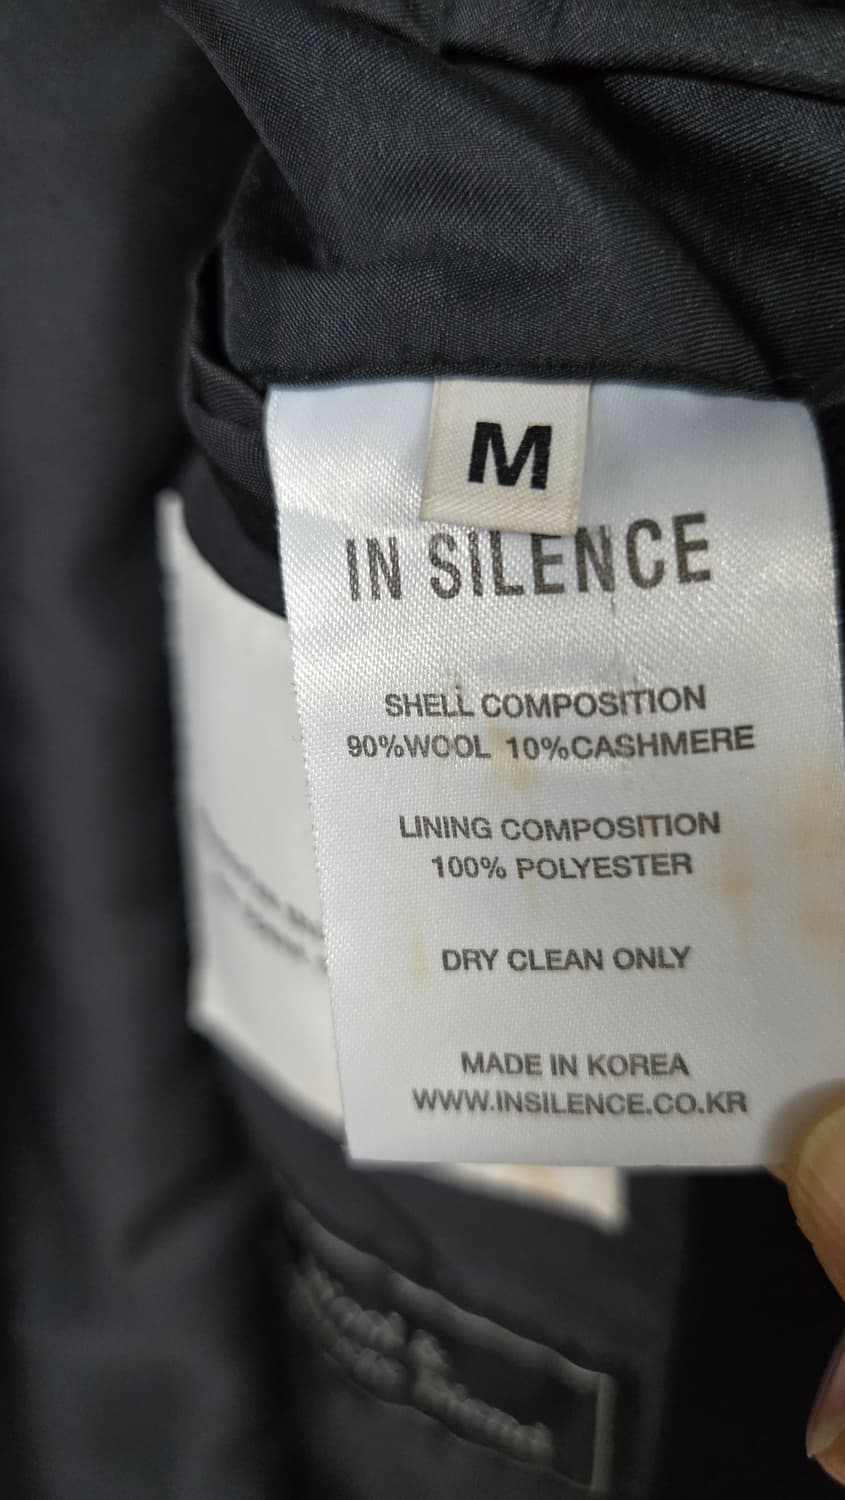 M
IN SILENCE
SHELL COMPOSITION
90%WOOL 10%CASHMERE
LINING COMPOSITION
100% POLYESTER
DRY CLEAN ONLY
MADE IN KOREA
WWW.INSILENCE.CO.KR